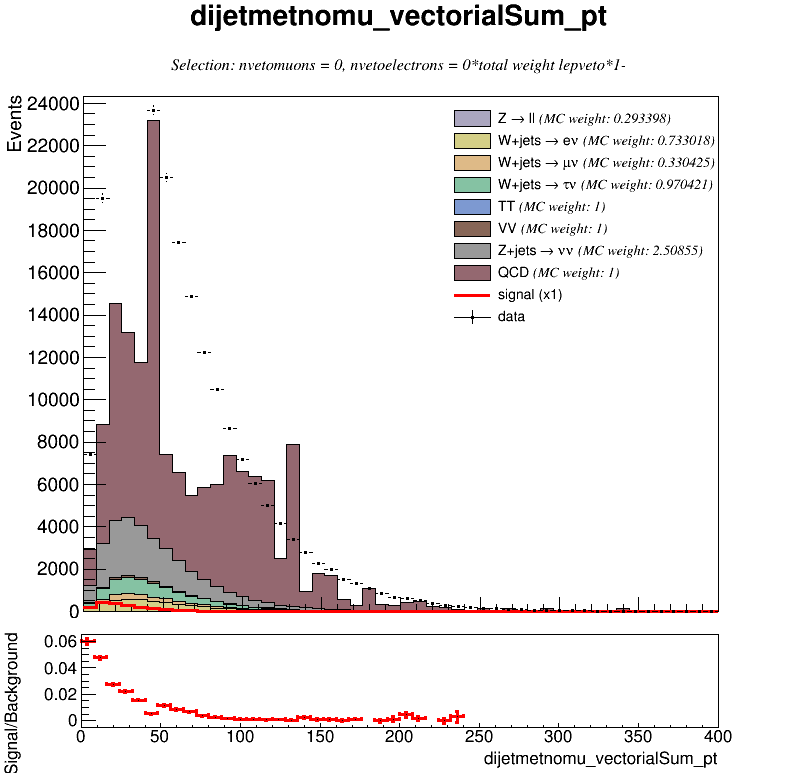 dijetmetnomu_vectorialSum_pt
Selection: nvetomuons = 0, nvetoelectrons = 0*total weight lepveto*1-
Events
24000
22000
20000
18000
16000
14000
12000
10000
8000
6000
4000
2000
0
Z → ll (MC weight: 0.293398)
W+jets → eν (MC weight: 0.733018)
W+jets → μν (MC weight: 0.330425)
W+jets → τν (MC weight: 0.970421)
TT (MC weight: 1)
VV (MC weight: 1)
Z+jets → νν (MC weight: 2.50855)
QCD (MC weight: 1)
signal (x1)
data
Signal/Background
0.06
0.04
0.02
0
0 50 100 150 200 250 300 350 400
dijetmetnomu_vectorialSum_pt